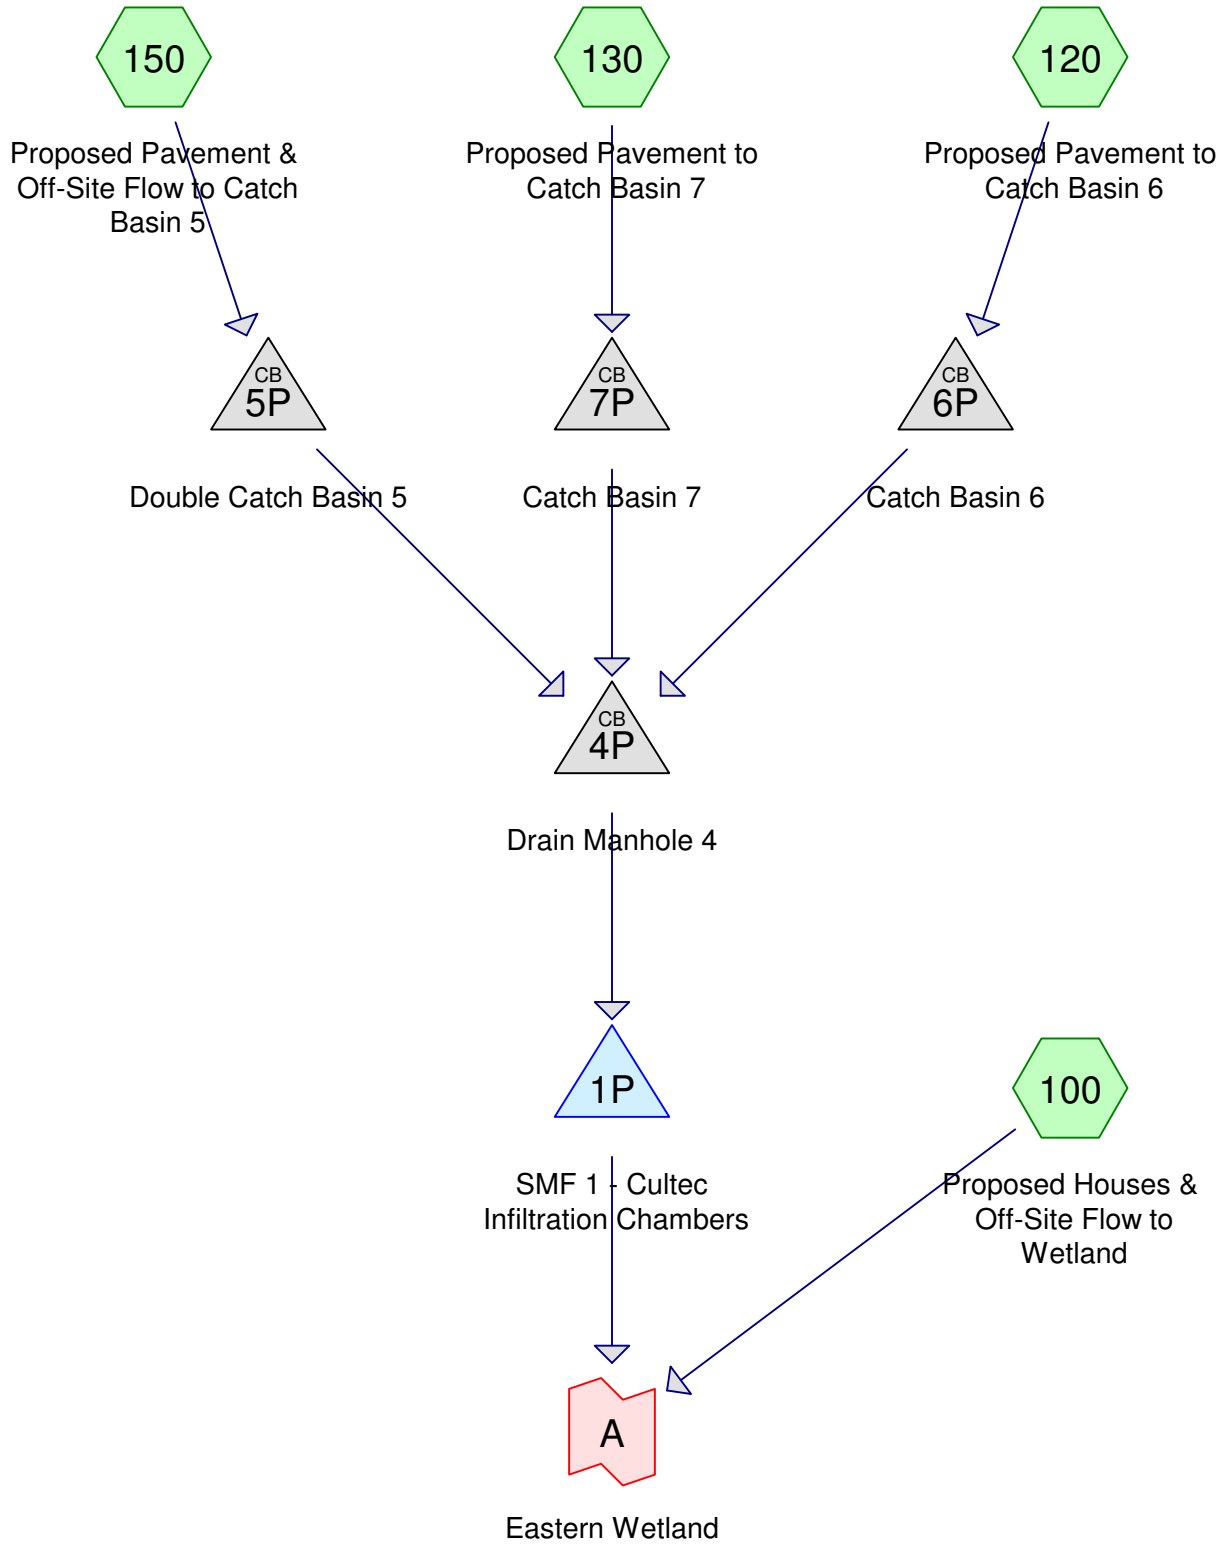 150
130
120
Proposed Pavement &
Off-Site Flow to Catch
Basin 5
Proposed Pavement to
Catch Basin 7
Proposed Pavement to
Catch Basin 6
CB
5P
CB
7P
CB
6P
Double Catch Basin 5
Catch Basin 7
Catch Basin 6
CB
4P
Drain Manhole 4
1P
100
SMF 1 - Cultec
Infiltration Chambers
Proposed Houses &
Off-Site Flow to
Wetland
A
Eastern Wetland